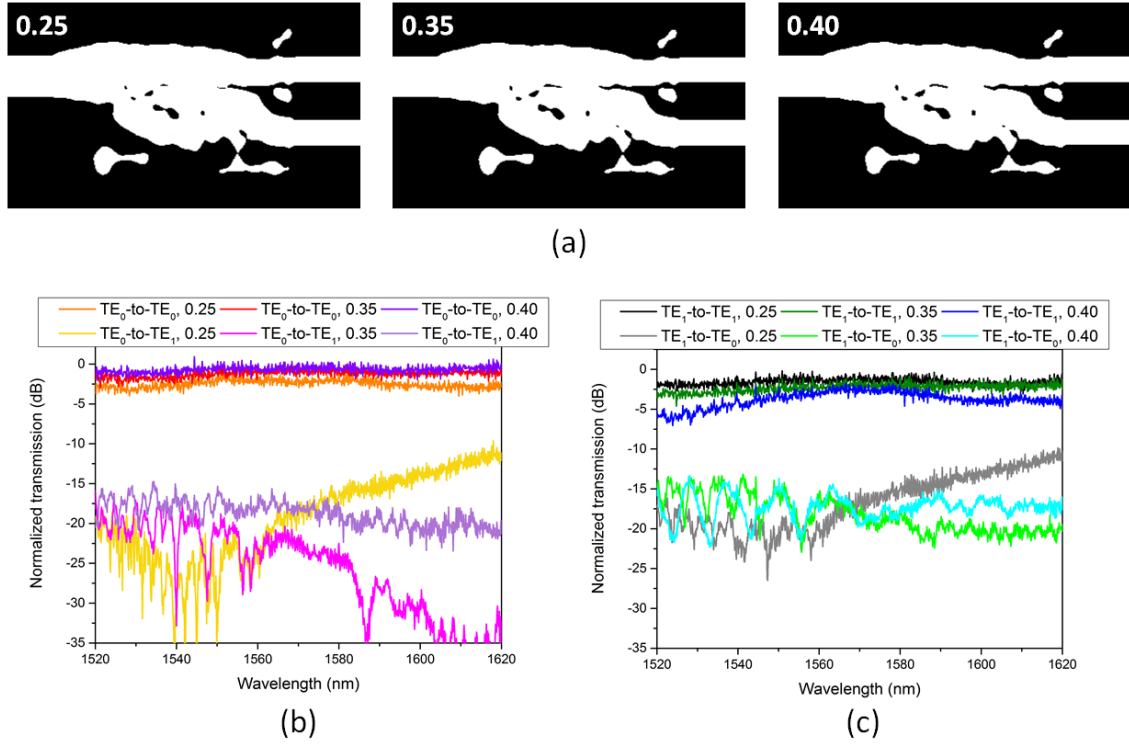 0.25 0.35 0.40
(a)
TE₀-to-TE₀, 0.25 TE₀-to-TE₀, 0.35 TE₀-to-TE₀, 0.40
TE₀-to-TE₁, 0.25 TE₀-to-TE₁, 0.35 TE₀-to-TE₁, 0.40
0
-5
-10
-15
-20
-25
-30
-35
Normalized transmission (dB)
1520 1540 1560 1580 1600 1620
Wavelength (nm)
(b)
TE₁-to-TE₁, 0.25 TE₁-to-TE₁, 0.35 TE₁-to-TE₁, 0.40
TE₁-to-TE₀, 0.25 TE₁-to-TE₀, 0.35 TE₁-to-TE₀, 0.40
0
-5
-10
-15
-20
-25
-30
-35
Normalized transmission (dB)
1520 1540 1560 1580 1600 1620
Wavelength (nm)
(c)